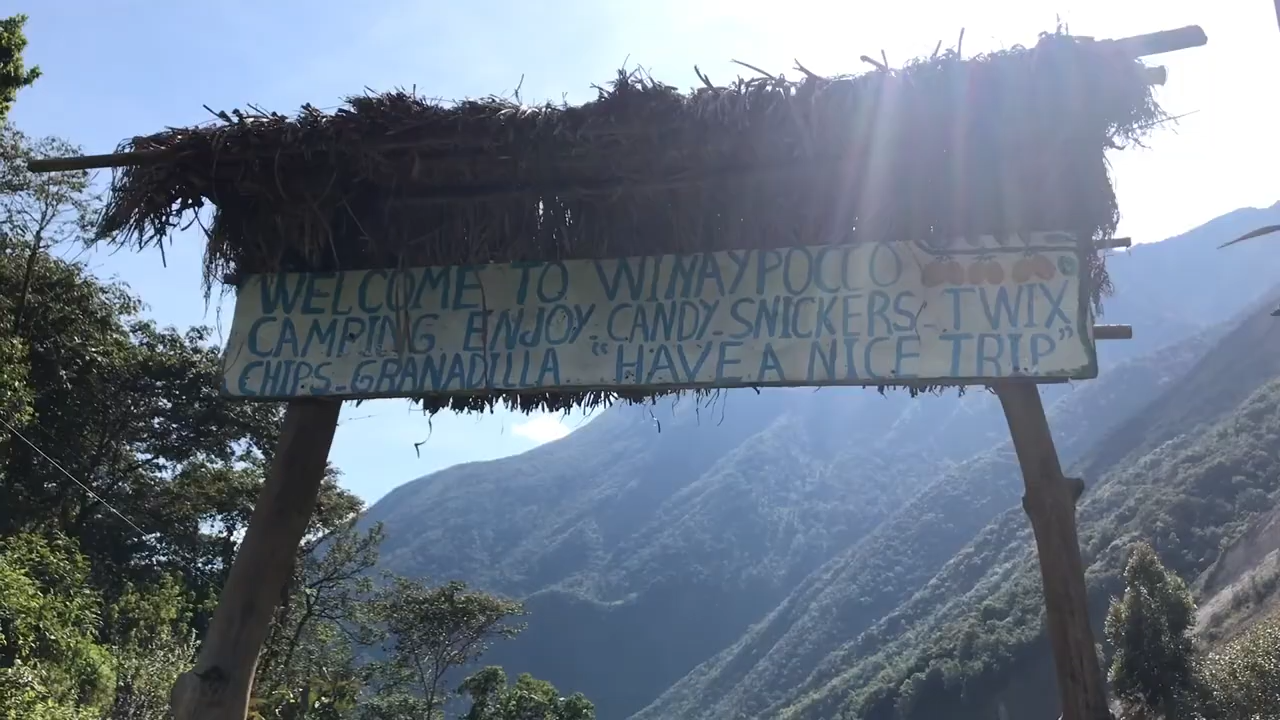 WELCOME TO WINAYPOCCO
CAMPING ENJOY-CANDY-SNICKERS-TWIX
CHIPS-GRANADILLA "HAVE A NICE TRIP"